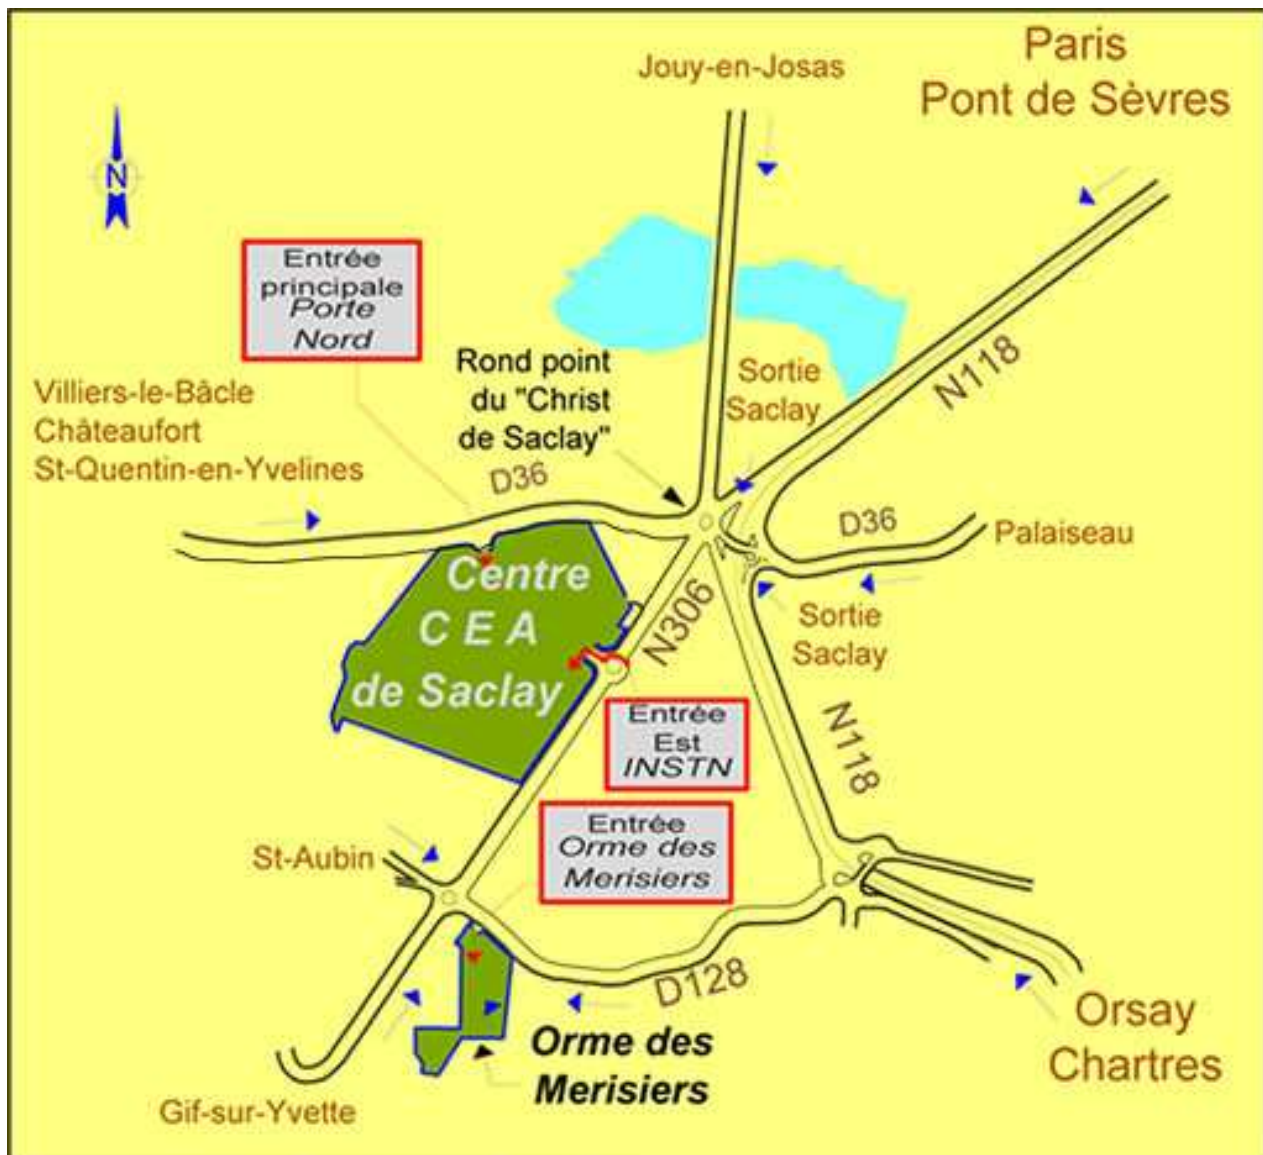 Jouy-en-Josas
Paris
Pont de Sèvres
N
Entrée
principale
Porte
Nord
Villiers-le-Bâcle
Châteaufort
St-Quentin-en-Yvelines
Rond point
du "Christ
de Saclay"
Sortie
Saclay
N118
D36
D36
Palaiseau
Centre
C E A
de Saclay
N306
Sortie
Saclay
Entrée
Est
INSTN
N118
Entrée
Orme des
Merisiers
St-Aubin
D128
Orsay
Chartres
Orme des
Merisiers
Gif-sur-Yvette